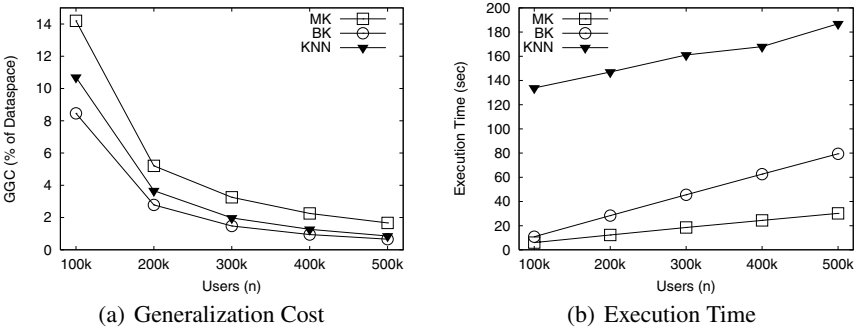 GGC (% of Dataspace)
14
12
10
8
6
4
2
0
MK
BK
KNN
100k 200k 300k 400k 500k
Users (n)
(a) Generalization Cost
Execution Time (sec)
200
180
160
140
120
100
80
60
40
20
0
MK
BK
KNN
100k 200k 300k 400k 500k
Users (n)
(b) Execution Time